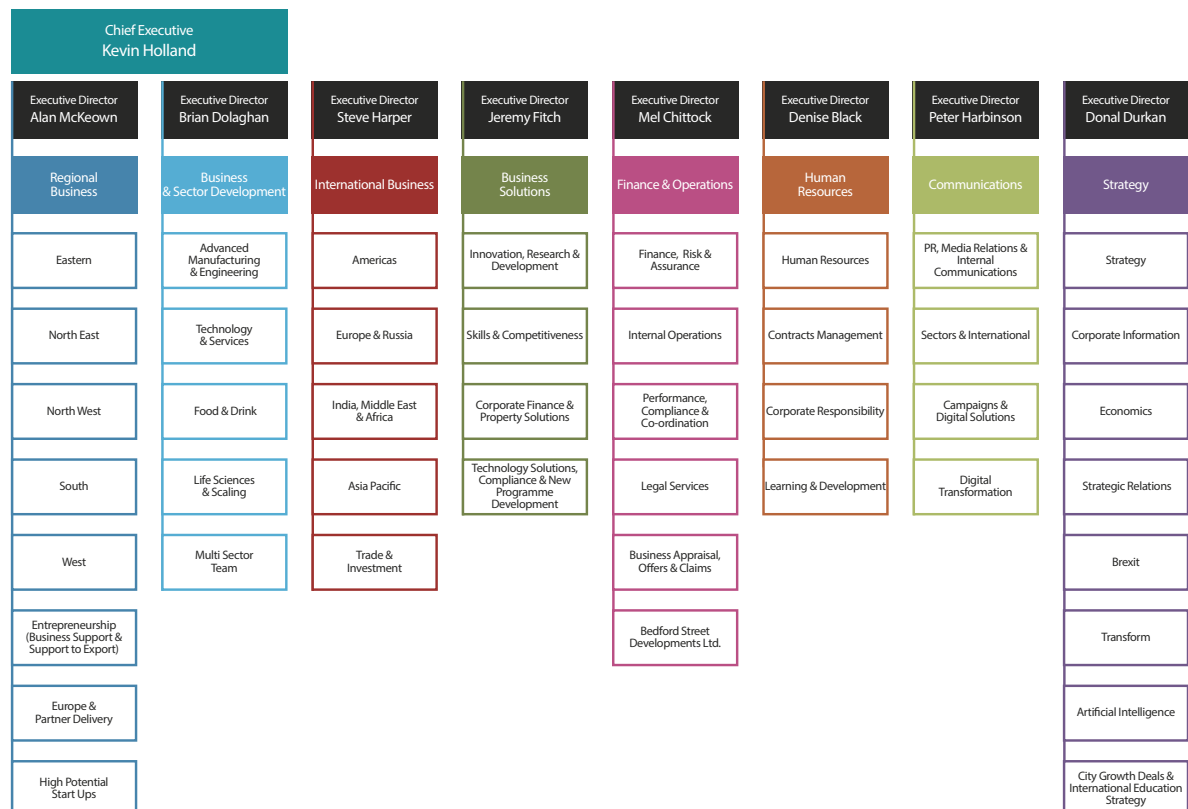 Chief Executive
Kevin Holland
Executive Director
Alan McKeown
Regional
Business
Eastern
North East
North West
South
West
Entrepreneurship
(Business Support &
Support to Export)
Europe &
Partner Delivery
High Potential
Start Ups
Executive Director
Brian Dolaghan
Business
& Sector Development
Advanced
Manufacturing
& Engineering
Technology
& Services
Food & Drink
Life Sciences
& Scaling
Multi Sector
Team
Executive Director
Steve Harper
International Business
Americas
Europe & Russia
India, Middle East
& Africa
Asia Pacific
Trade &
Investment
Executive Director
Jeremy Fitch
Business
Solutions
Innovation, Research &
Development
Skills & Competitiveness
Corporate Finance &
Property Solutions
Technology Solutions,
Compliance & New
Programme
Development
Executive Director
Mel Chittock
Finance & Operations
Finance, Risk &
Assurance
Internal Operations
Performance,
Compliance &
Co-ordination
Legal Services
Business Appraisal,
Offers & Claims
Bedford Street
Developments Ltd.
Executive Director
Denise Black
Human
Resources
Human Resources
Contracts Management
Corporate Responsibility
Learning & Development
Executive Director
Peter Harbinson
Communications
PR, Media Relations &
Internal
Communications
Sectors & International
Campaigns &
Digital Solutions
Digital
Transformation
Executive Director
Donal Durkan
Strategy
Strategy
Corporate Information
Economics
Strategic Relations
Brexit
Transform
Artificial Intelligence
City Growth Deals &
International Education
Strategy